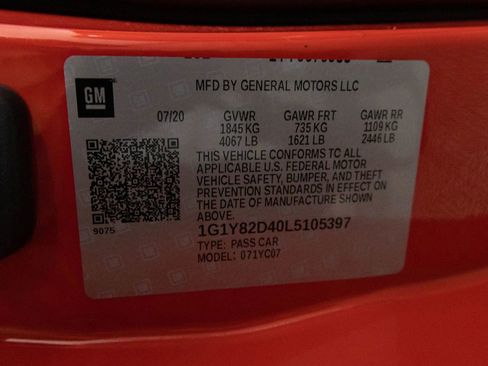 MFD BY GENERAL MOTORS LLC
GM
07/20 GVWR GAWR FRT GAWR RR
1845 KG 735 KG 1109 KG
4067 LB 1621 LB 2446 LB
THIS VEHICLE CONFORMS TO ALL
APPLICABLE U.S. FEDERAL MOTOR
VEHICLE SAFETY, BUMPER, AND THEFT
PREVENTION STANDARDS IN EFFECT ON
THE DATE OF MANUFACTURE SHOWN
ABOVE.
9075
1G1Y82D40L5105397
TYPE: PASS CAR
MODEL: 071YC07